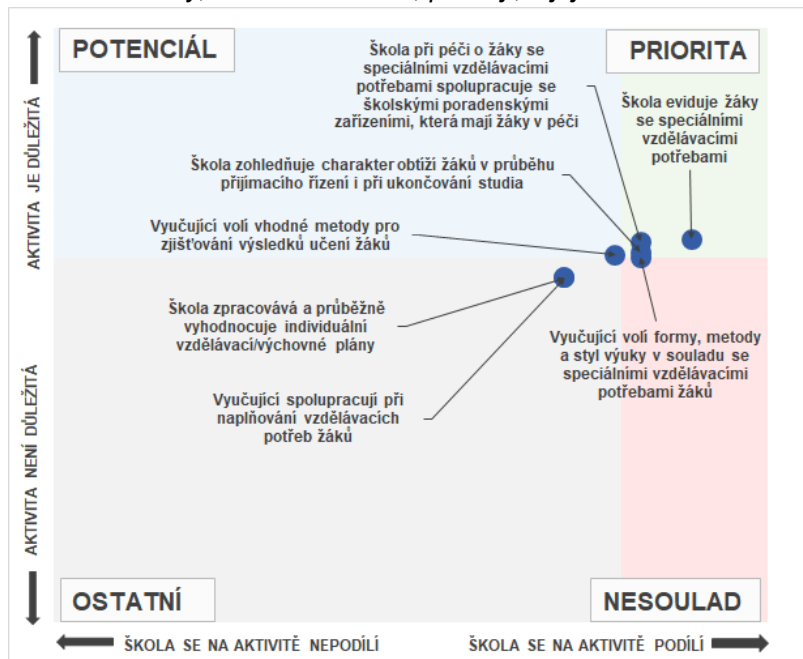 POTENCIÁL
PRIORITA
Škola při péči o žáky se
speciálními vzdělávacími
potřebami spolupracuje se
školskými poradenskými
zařízeními, která mají žáky v péči
Škola eviduje žáky
se speciálními
vzdělávacími
potřebami
Škola zohledňuje charakter obtíží žáků v průběhu
přijímacího řízení i při ukončování studia
Vyučující volí vhodné metody pro
zjišťování výsledků učení žáků
Škola zpracovává a průběžně
vyhodnocuje individuální
vzdělávací/výchovné plány
Vyučující volí formy, metody
a styl výuky v souladu se
speciálními vzdělávacími
potřebami žáků
Vyučující spolupracují při
naplňování vzdělávacích
potřeb žáků
OSTATNÍ
NESOULAD
AKTIVITA JE DŮLEŽITÁ
AKTIVITA NENÍ DŮLEŽITÁ
ŠKOLA SE NA AKTIVITĚ NEPODÍLÍ
ŠKOLA SE NA AKTIVITĚ PODÍLÍ